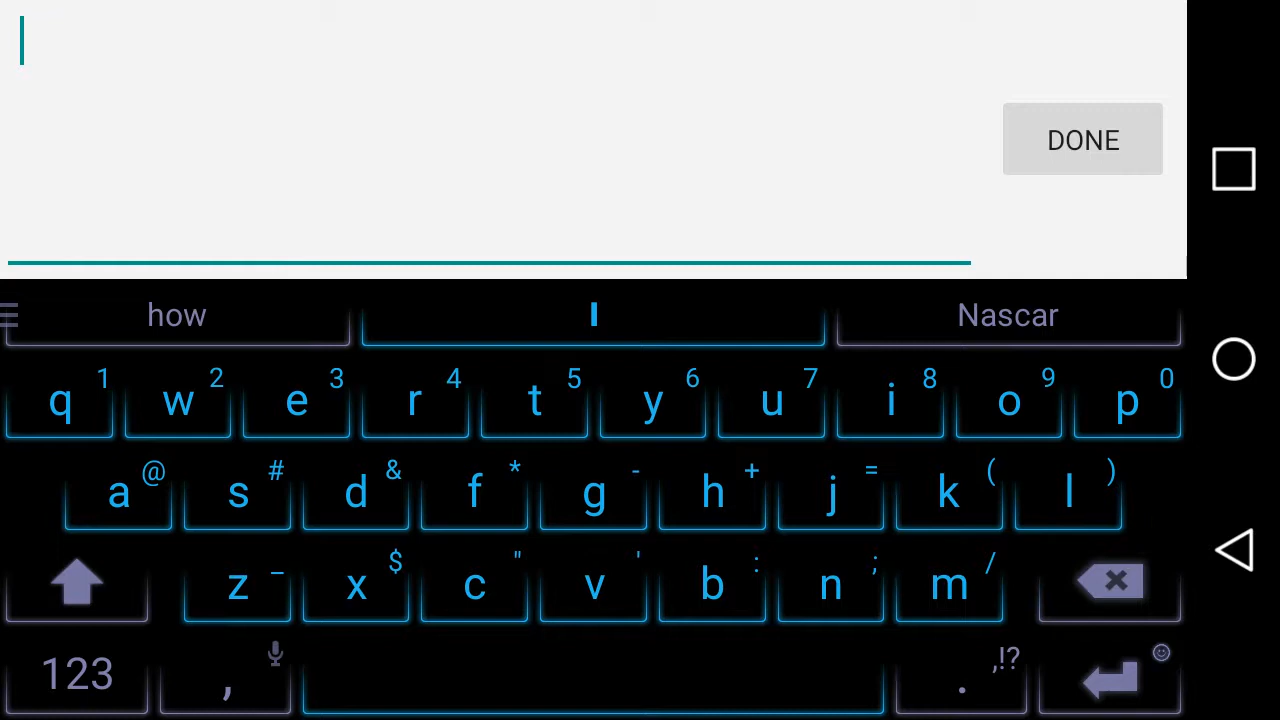 DONE
how I Nascar
q 1 w 2 e 3 r 4 t 5 y 6 u 7 i 8 o 9 p 0
a @ s # d & f * g - h + j = k ( l )
z _ x $ c " v ' b : n ; m /
123 , . ,!?